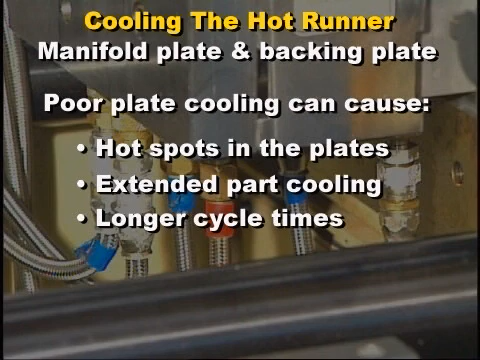 Cooling The Hot Runner
Manifold plate & backing plate
Poor plate cooling can cause:
• Hot spots in the plates
• Extended part cooling
• Longer cycle times